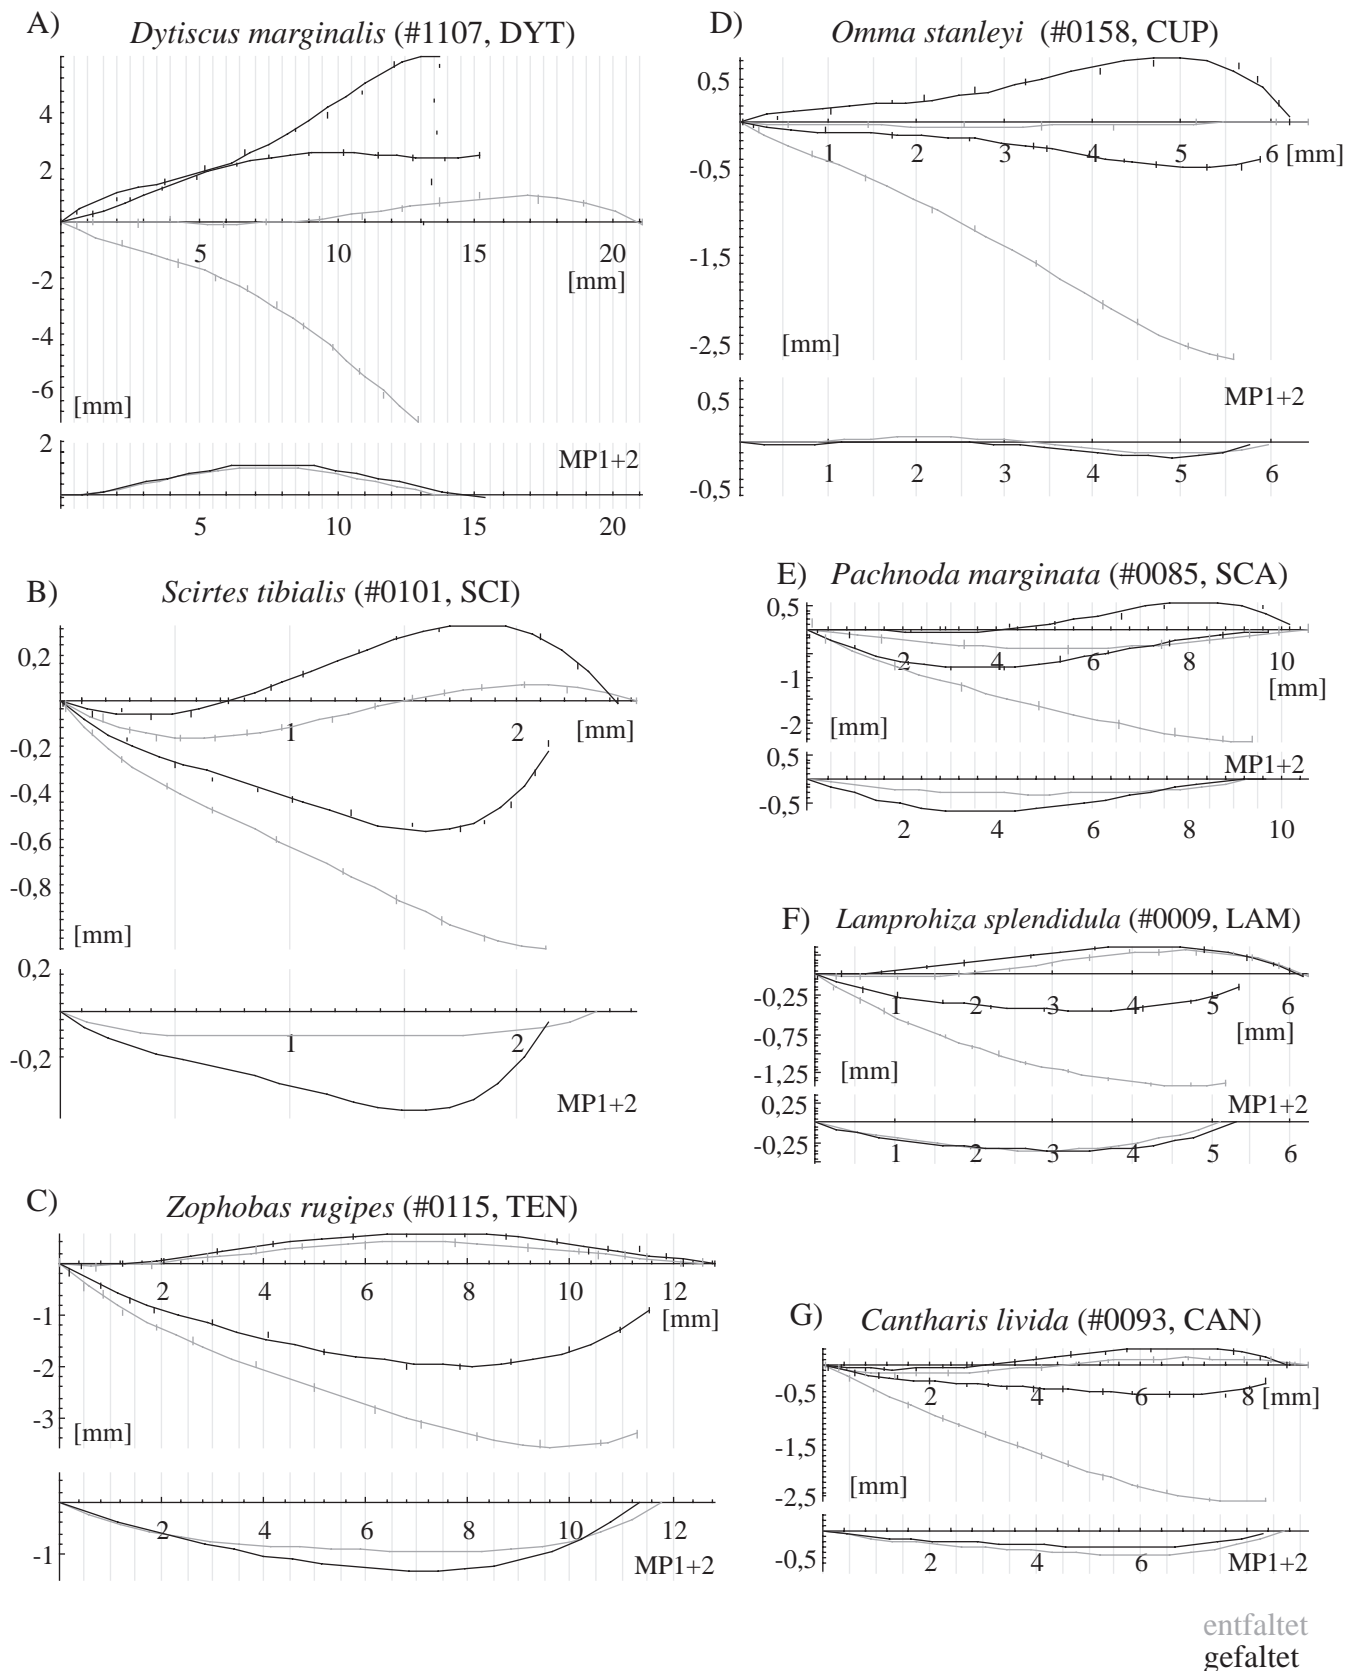 A)
Dytiscus marginalis (#1107, DYT)
4
2
5 10 15 20
[mm]
-2
-4
-6
[mm]
2
MP1+2
5 10 15 20
B)
Scirtes tibialis (#0101, SCI)
0,2
1 2 [mm]
-0,2
-0,4
-0,6
-0,8
[mm]
0,2
1 2
-0,2
MP1+2
C)
Zophobas rugipes (#0115, TEN)
2 4 6 8 10 12
[mm]
-1
-2
-3
[mm]
2 4 6 8 10 12
-1
MP1+2
D)
Omma stanleyi (#0158, CUP)
0,5
1 2 3 4 5 6 [mm]
-0,5
-1,5
-2,5
[mm]
0,5
MP1+2
1 2 3 4 5 6
-0,5
E)
Pachnoda marginata (#0085, SCA)
0,5
2 4 6 8 10
-1
[mm]
-2
[mm]
0,5
MP1+2
-0,5
2 4 6 8 10
F)
Lamprohiza splendidula (#0009, LAM)
-0,25
1 2 3 4 5 6
-0,75
[mm]
-1,25
[mm]
0,25
MP1+2
-0,25
1 2 3 4 5 6
G)
Cantharis livida (#0093, CAN)
-0,5
2 4 6 8 [mm]
-1,5
[mm]
-2,5
-0,5
2 4 6
MP1+2
entfaltet
gefaltet